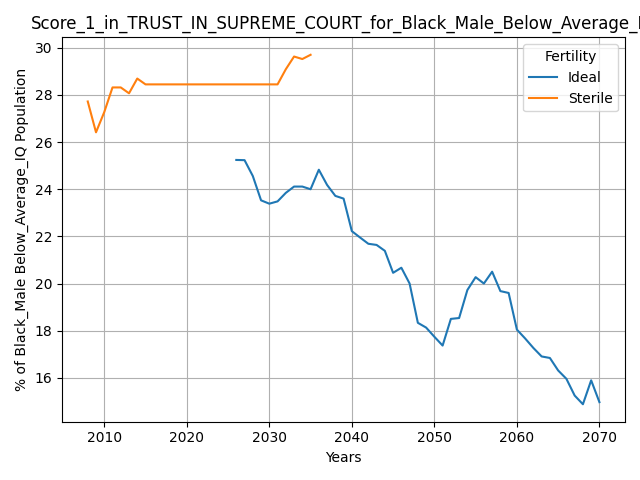 Score_1_in_TRUST_IN_SUPREME_COURT_for_Black_Male_Below_Average_
Fertility
Ideal
Sterile
% of Black_Male Below_Average_IQ Population
30
28
26
24
22
20
18
16
2010 2020 2030 2040 2050 2060 2070
Years